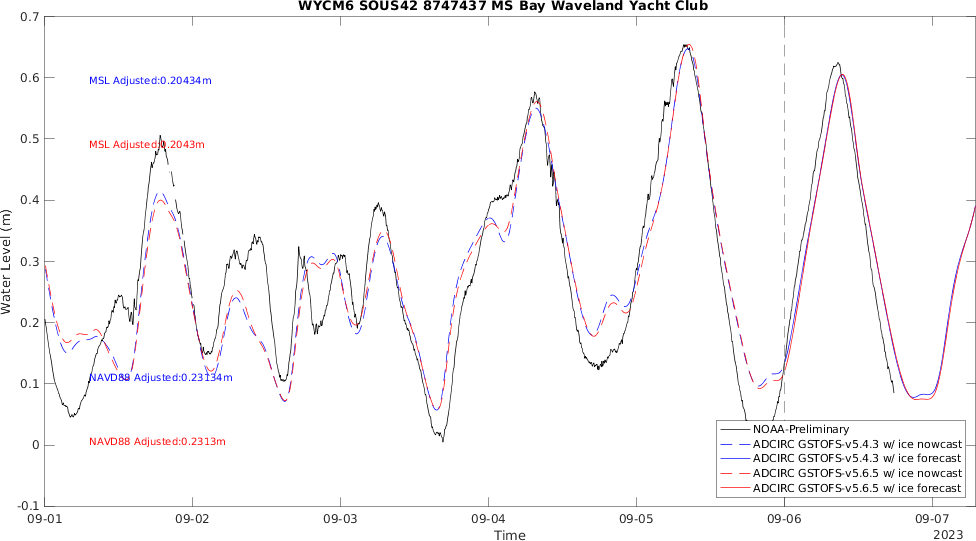 WYCM6 SOUS42 8747437 MS Bay Waveland Yacht Club
0.7
0.6
0.5
0.4
0.3
0.2
0.1
0
-0.1
Water Level (m)
MSL Adjusted:0.20434m
MSL Adjusted:0.2043m
NAVD88 Adjusted:0.23134m
NAVD88 Adjusted:0.2313m
NOAA-Preliminary
ADCIRC GSTOFS-v5.4.3 w/ ice nowcast
ADCIRC GSTOFS-v5.4.3 w/ ice forecast
ADCIRC GSTOFS-v5.6.5 w/ ice nowcast
ADCIRC GSTOFS-v5.6.5 w/ ice forecast
09-01 09-02 09-03 09-04 09-05 09-06 09-07
Time
2023